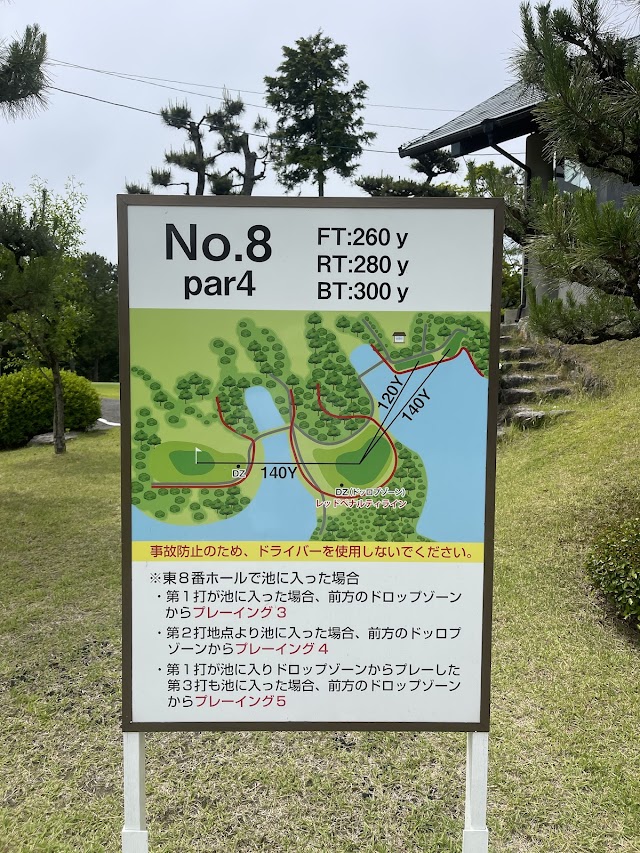 No.8
par4
FT:260 y
RT:280 y
BT:300 y
120Y
140Y
DZ
140Y
DZ(ドッロプゾーン)
レッドペナルティライン
事故防止のため、ドライバーを使用しないでください。
※東8番ホールで池に入った場合
・第1打が池に入った場合、前方のドロップゾーン
からプレーイング3
・第2打地点より池に入った場合、前方のドッロプ
ゾーンからプレーイング4
・第1打が池に入りドロップゾーンからプレーした
第3打も池に入った場合、前方のドロップゾーン
からプレーイング5